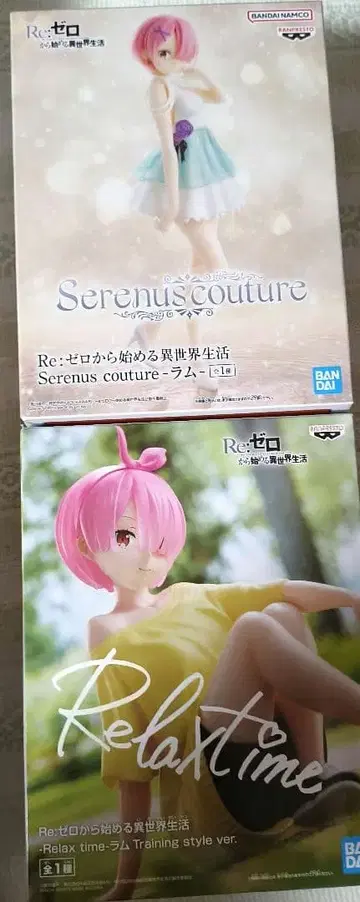 Re:ゼロ
から始める異世界生活
BANDAI NAMCO
BANPRESTO
Serenus couture
Re:ゼロから始める異世界生活
Serenus couture -ラム- 全1種
BAN
DAI
Re:ゼロ
から始める異世界生活
BANPRESTO
Relax time
Re:ゼロから始める異世界生活
-Relax time-ラム Training style ver.
全1種
BAN
DAI